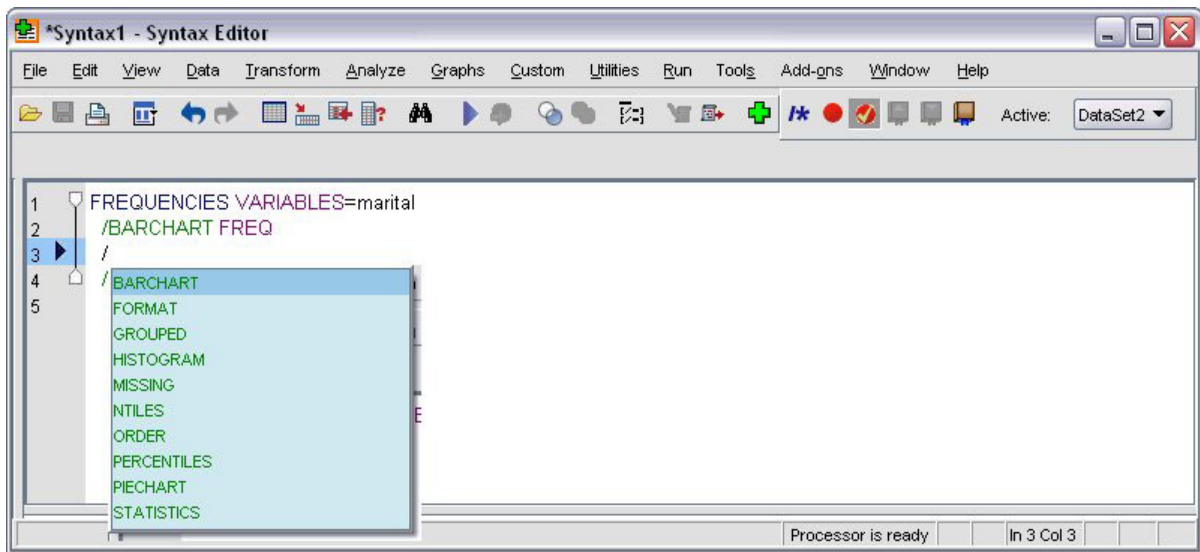 *Syntax1 - Syntax Editor
File Edit View Data Transform Analyze Graphs Custom Utilities Run Tools Add-ons Window Help
Active: DataSet2
1 FREQUENCIES VARIABLES=marital
2 /BARCHART FREQ
3 /
4 /
5
BARCHART
FORMAT
GROUPED
HISTOGRAM
MISSING
NTILES
ORDER
PERCENTILES
PIECHART
STATISTICS
Processor is ready In 3 Col 3